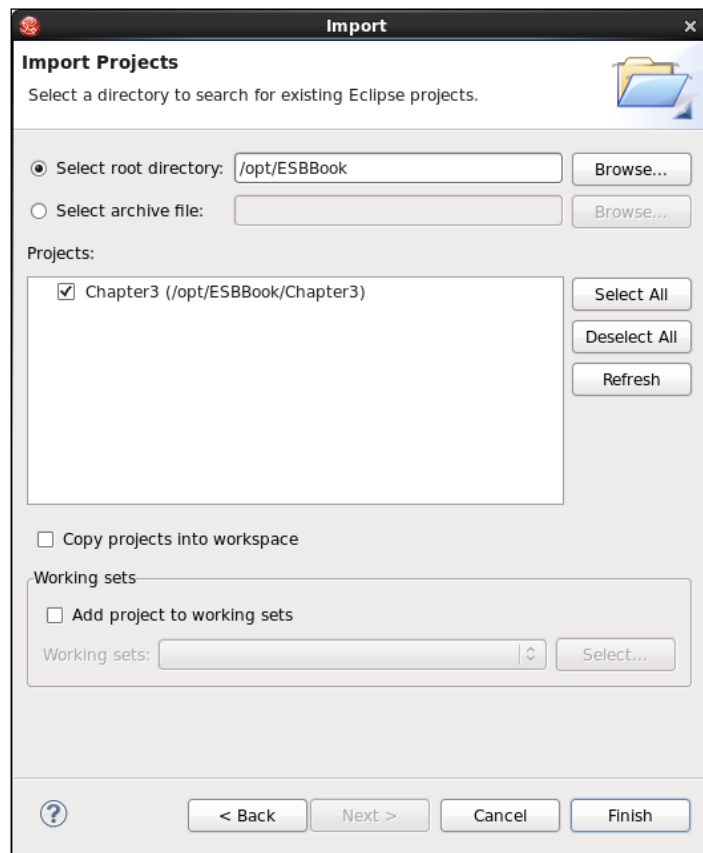 Import
Import Projects
Select a directory to search for existing Eclipse projects.
Select root directory: /opt/ESBBook Browse...
Select archive file: Browse...
Projects:
Chapter3 (/opt/ESBBook/Chapter3)
Select All
Deselect All
Refresh
Copy projects into workspace
Working sets
Add project to working sets
Working sets: Select...
? < Back Next > Cancel Finish